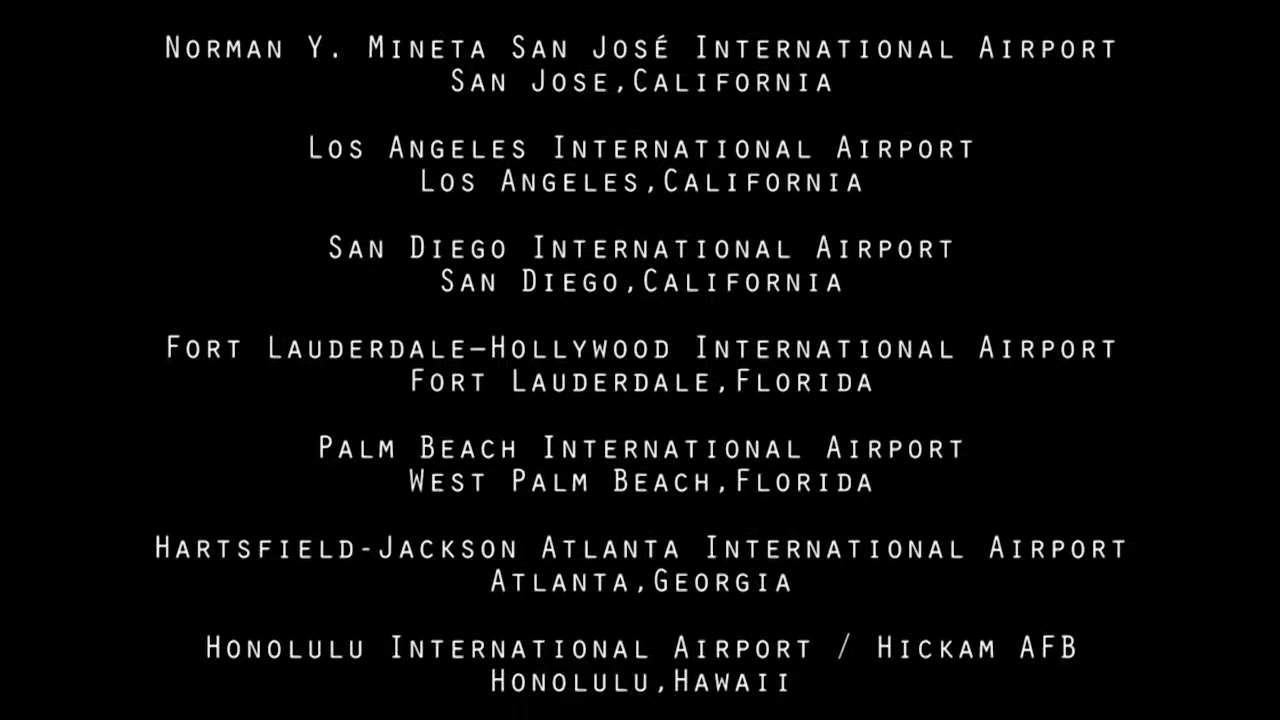 Norman Y. Mineta San José International Airport
San Jose,California
Los Angeles International Airport
Los Angeles,California
San Diego International Airport
San Diego,California
Fort Lauderdale–Hollywood International Airport
Fort Lauderdale,Florida
Palm Beach International Airport
West Palm Beach,Florida
Hartsfield-Jackson Atlanta International Airport
Atlanta,Georgia
Honolulu International Airport / Hickam AFB
Honolulu,Hawaii